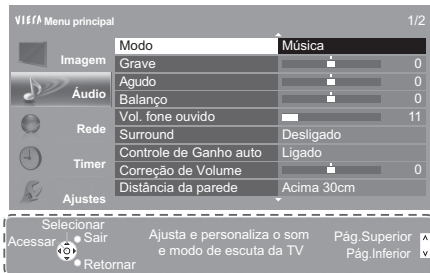 VIErA Menu principal 1/2
Imagem
Áudio
Rede
Timer
Ajustes
Modo Música
Grave 0
Agudo 0
Balanço 0
Vol. fone ouvido 11
Surround Desligado
Controle de Ganho auto Ligado
Correção de Volume 0
Distância da parede Acima 30cm
Selecionar
Acessar Sair
Retornar
Ajusta e personaliza o som
e modo de escuta da TV
Pág.Superior
Pág.Inferior